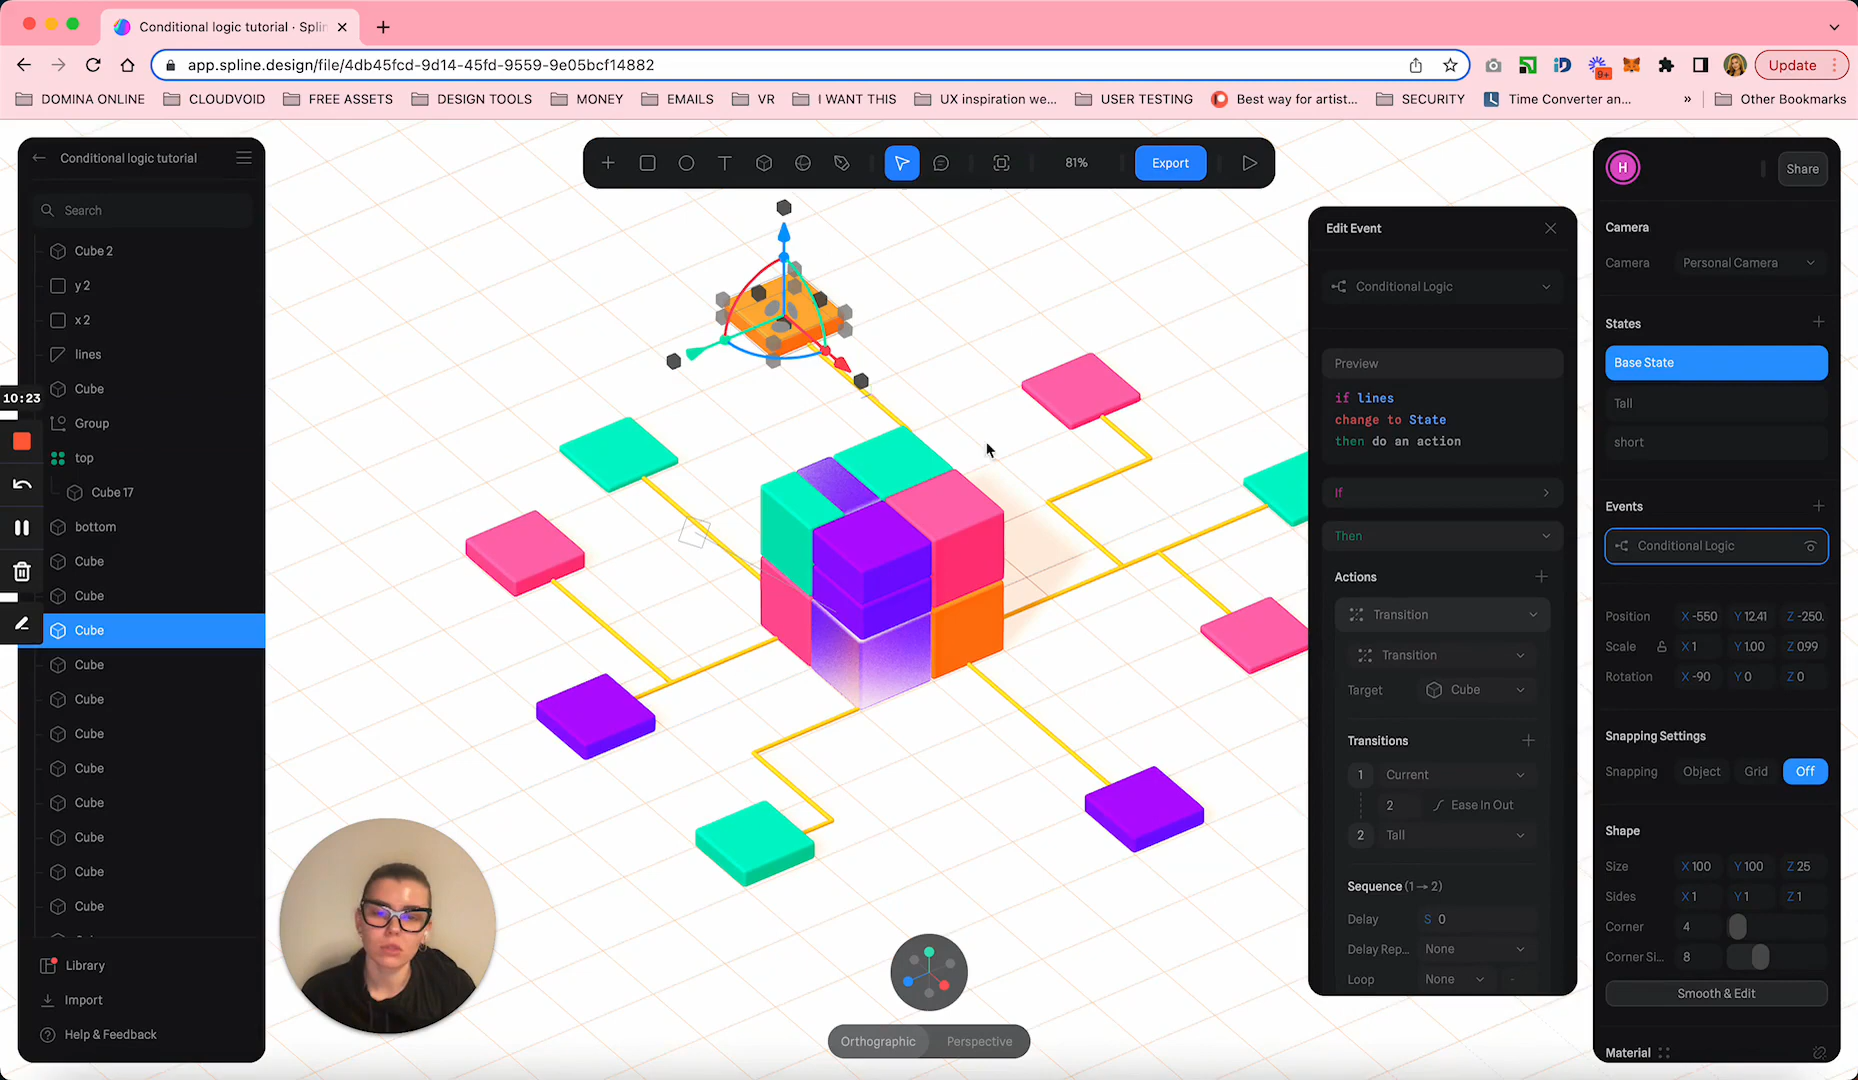 Conditional logic tutorial · Splin
app.spline.design/file/4db45fcd-9d14-45fd-9559-9e05bcf14882
9+
Update
DOMINA ONLINE
CLOUDVOID
FREE ASSETS
DESIGN TOOLS
MONEY
EMAILS
VR
I WANT THIS
UX inspiration we...
USER TESTING
Best way for artist...
SECURITY
Time Converter an...
»
Other Bookmarks
Conditional logic tutorial
Search
Cube 2
y 2
x 2
lines
Cube
Group
top
Cube 17
bottom
Cube
Cube
Cube
Cube
Cube
Cube
Cube
Cube
Cube
Cube
Cube
Library
Import
Help & Feedback
10:23
81%
Export
Orthographic
Perspective
Edit Event
Conditional Logic
Preview
if lines
change to State
then do an action
If
Then
Actions
Transition
Transition
Target
Cube
Transitions
1
Current
2
Ease In Out
2
Tall
Sequence (1 → 2)
Delay
S 0
Delay Rep...
None
Loop
None
-
H
Share
Camera
Camera
Personal Camera
States
Base State
Tall
short
Events
Conditional Logic
Position X -550 Y 12.41 Z -250.
Scale X 1 Y 1.00 Z 0.99
Rotation X -90 Y 0 Z 0
Snapping Settings
Snapping Object Grid Off
Shape
Size X 100 Y 100 Z 25
Sides X 1 Y 1 Z 1
Corner 4
Corner Si... 8
Smooth & Edit
Material